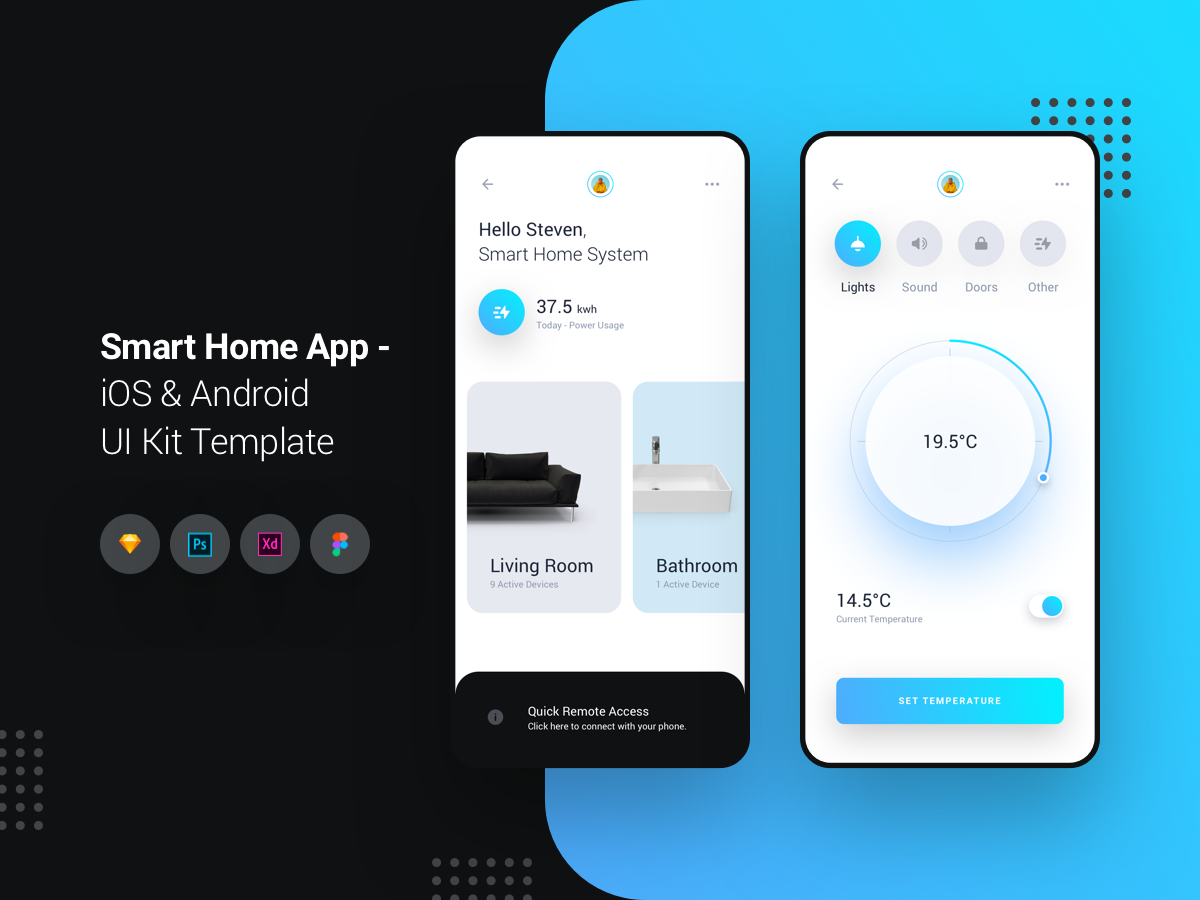 Smart Home App -
iOS & Android
UI Kit Template
Ps
Xd
Hello Steven,
Smart Home System
37.5 kwh
Today - Power Usage
Living Room
9 Active Devices
Bathroom
1 Active Device
Quick Remote Access
Click here to connect with your phone.
Lights
Sound
Doors
Other
19.5°C
14.5°C
Current Temperature
SET TEMPERATURE